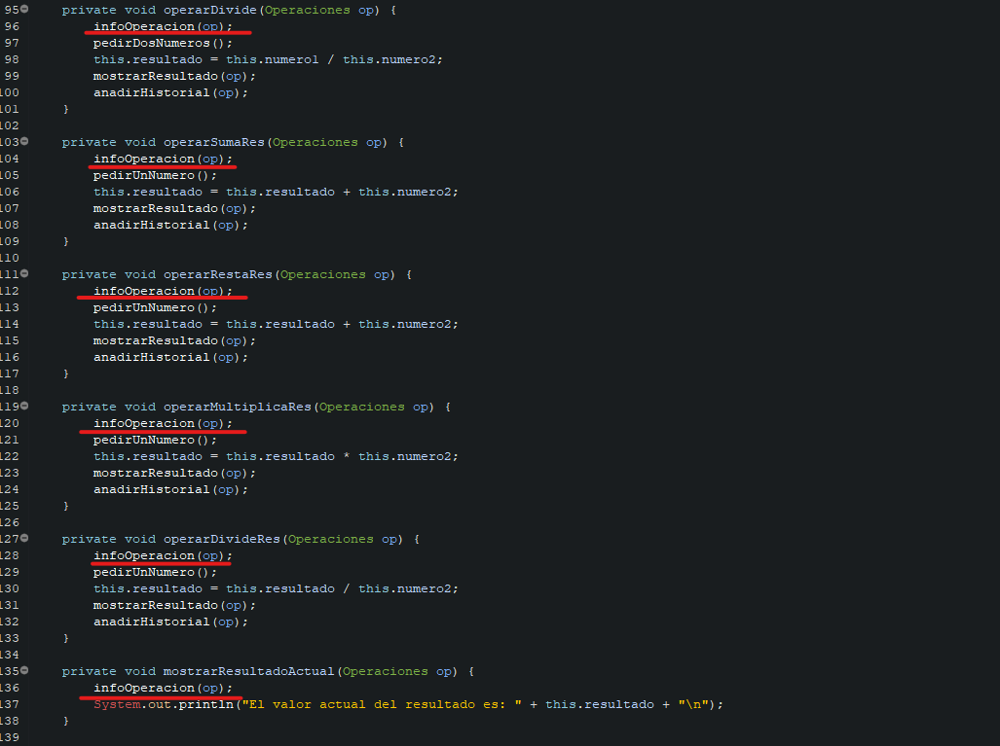 95 private void operarDivide(Operaciones op) {
96 infoOperacion(op);
97 pedirDosNumeros();
98 this.resultado = this.numero1 / this.numero2;
99 mostrarResultado(op);
100 anadirHistorial(op);
101 }
102
103 private void operarSumaRes(Operaciones op) {
104 infoOperacion(op);
105 pedirUnNumero();
106 this.resultado = this.resultado + this.numero2;
107 mostrarResultado(op);
108 anadirHistorial(op);
109 }
110
111 private void operarRestaRes(Operaciones op) {
112 infoOperacion(op);
113 pedirUnNumero();
114 this.resultado = this.resultado + this.numero2;
115 mostrarResultado(op);
116 anadirHistorial(op);
117 }
118
119 private void operarMultiplicaRes(Operaciones op) {
120 infoOperacion(op);
121 pedirUnNumero();
122 this.resultado = this.resultado * this.numero2;
123 mostrarResultado(op);
124 anadirHistorial(op);
125 }
126
127 private void operarDivideRes(Operaciones op) {
128 infoOperacion(op);
129 pedirUnNumero();
130 this.resultado = this.resultado / this.numero2;
131 mostrarResultado(op);
132 anadirHistorial(op);
133 }
134
135 private void mostrarResultadoActual(Operaciones op) {
136 infoOperacion(op);
137 System.out.println("El valor actual del resultado es: " + this.resultado + "\n");
138 }
139